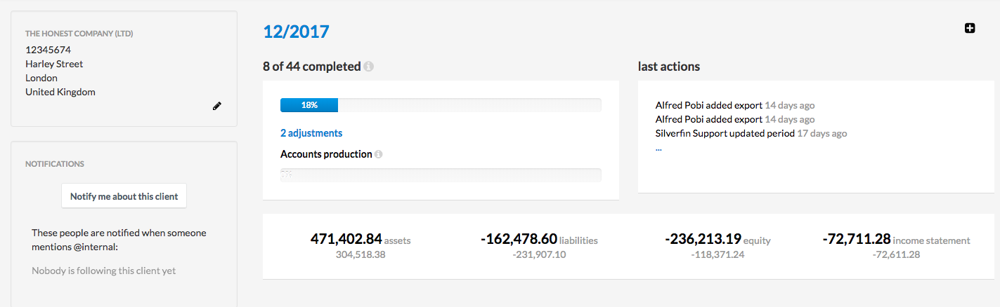 THE HONEST COMPANY (LTD)
12345674
Harley Street
London
United Kingdom
NOTIFICATIONS
Notify me about this client
These people are notified when someone
mentions @internal:
Nobody is following this client yet
12/2017
8 of 44 completed
18%
2 adjustments
Accounts production
last actions
Alfred Pobi added export 14 days ago
Alfred Pobi added export 14 days ago
Silverfin Support updated period 17 days ago
...
471,402.84 assets
304,518.38
-162,478.60 liabilities
-231,907.10
-236,213.19 equity
-118,371.24
-72,711.28 income statement
-72,611.28